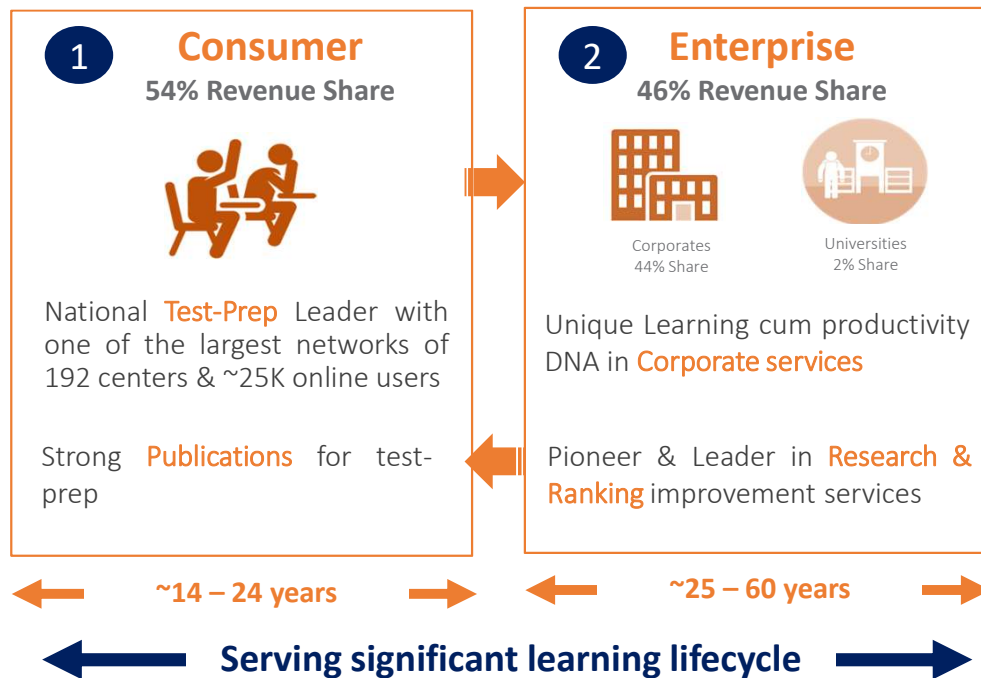 1
Consumer
54% Revenue Share
National Test-Prep Leader with
one of the largest networks of
192 centers & ~25K online users
Strong Publications for test-
prep
2
Enterprise
46% Revenue Share
Corporates
44% Share
Universities
2% Share
Unique Learning cum productivity
DNA in Corporate services
Pioneer & Leader in Research &
Ranking improvement services
~14 – 24 years
~25 – 60 years
Serving significant learning lifecycle